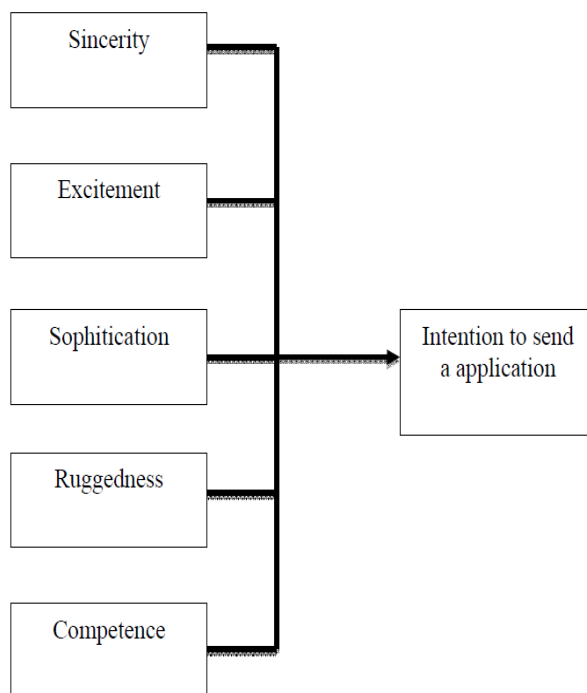 Sincerity
Excitement
Sophitication
Intention to send
a application
Ruggedness
Competence